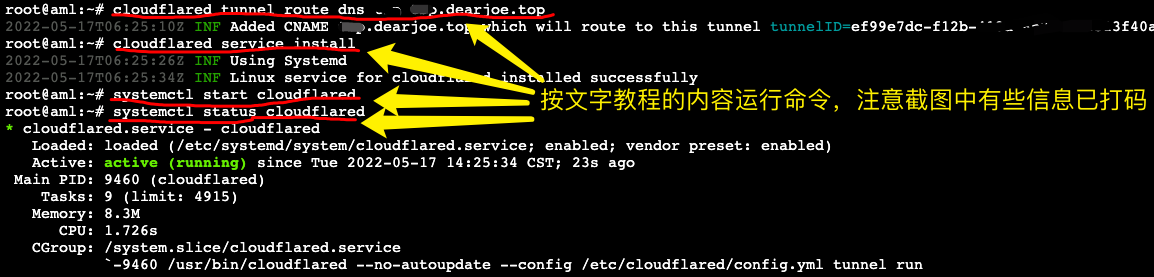 root@aml:~# cloudflared tunnel route dns p.dearjoe.top
2022-05-17T06:25:10Z INF Added CNAME p.dearjoe.top which will route to this tunnel tunnelID=ef99e7dc-f12b-
root@aml:~# cloudflared service install
2022-05-17T06:25:26Z INF Using Systemd
2022-05-17T06:25:34Z INF Linux service for cloudflared installed successfully
root@aml:~# systemctl start cloudflared
按文字教程的内容运行命令，注意截图中有些信息已打码
root@aml:~# systemctl status cloudflared
* cloudflared.service - cloudflared
Loaded: loaded (/etc/systemd/system/cloudflared.service; enabled; vendor preset: enabled)
Active: active (running) since Tue 2022-05-17 14:25:34 CST; 23s ago
Main PID: 9460 (cloudflared)
Tasks: 9 (limit: 4915)
Memory: 8.3M
CPU: 1.726s
CGroup: /system.slice/cloudflared.service
`-9460 /usr/bin/cloudflared --no-autoupdate --config /etc/cloudflared/config.yml tunnel run